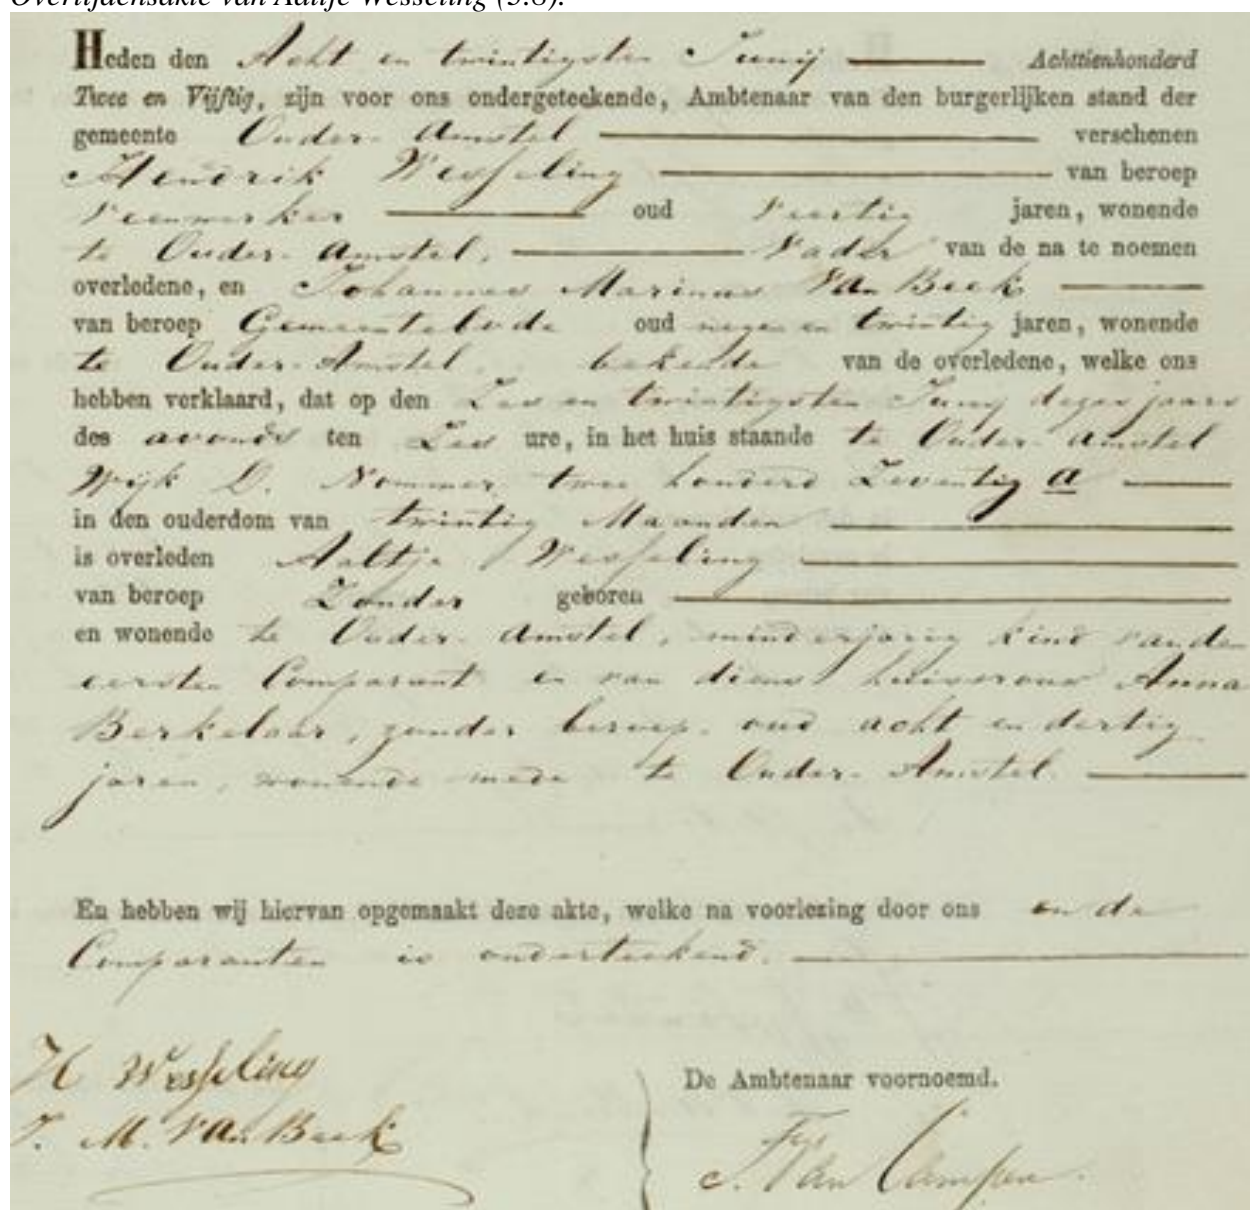 Overlijdensakte van Aaltje Wesseling (3.8).
Heden den Acht en twintigsten Junij Achttienhonderd
Twee en Vijftig, zijn voor ons ondergeteekende, Ambtenaar van den burgerlijken stand der
gemeente Ouder-Amstel verschenen
Hendrik Wesseling van beroep
Veenwerker oud Veertig jaren, wonende
te Ouder-Amstel, Vader van de na te noemen
overledene, en Johannes Marinus Van Beek
van beroep Gemeentebode oud negen en twintig jaren, wonende
te Ouder-Amstel, bekende van de overledene, welke ons
hebben verklaard, dat op den Zes en twintigsten Junij dezes jaars
des avonds ten Zes ure, in het huis staande te Ouder-Amstel
Wijk D. Nommer twee honderd Zeventig a
in den ouderdom van twintig Maanden
is overleden Aaltje Wesseling
van beroep Zonder geboren
en wonende te Ouder-Amstel, minderjarig kind van den
eersten Comparant en van diens huisvrouw Anna
Berkelaar, zonder beroep, oud acht en dertig
jaren, wonende mede te Ouder-Amstel.
En hebben wij hiervan opgemaakt deze akte, welke na voorlezing door ons en de
Comparanten is onderteekend.
H Wesseling
J. M. Van Beek
De Ambtenaar voornoemd.
J. Van Campen